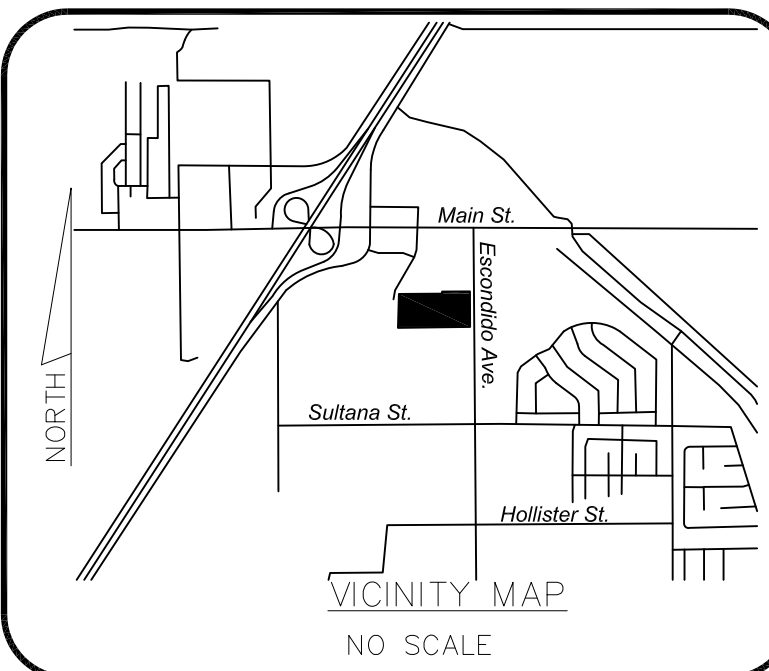 Main St.
Escondido Ave.
NORTH
Sultana St.
Hollister St.
VICINITY MAP
NO SCALE